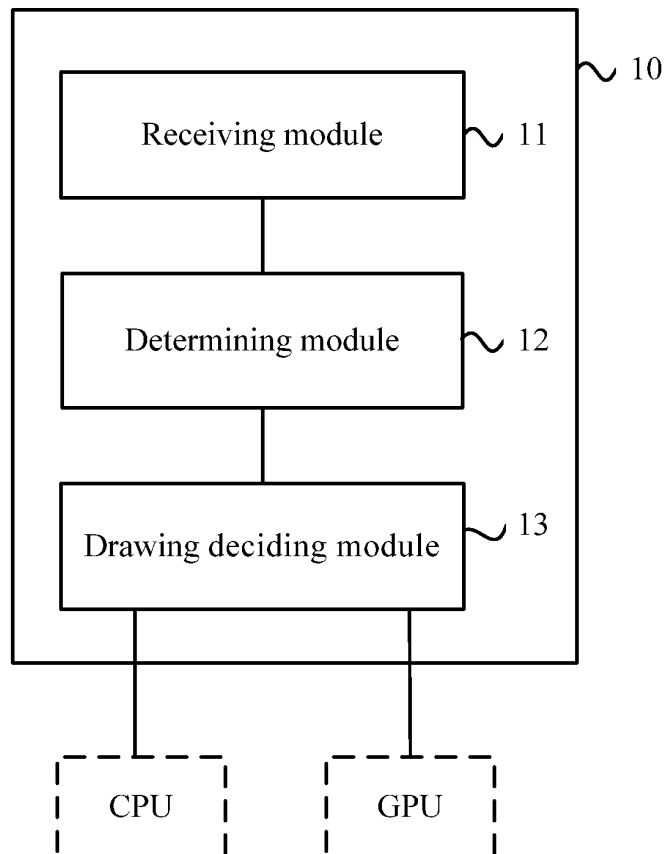 10
Receiving module
11
Determining module
12
Drawing deciding module
13
CPU
GPU